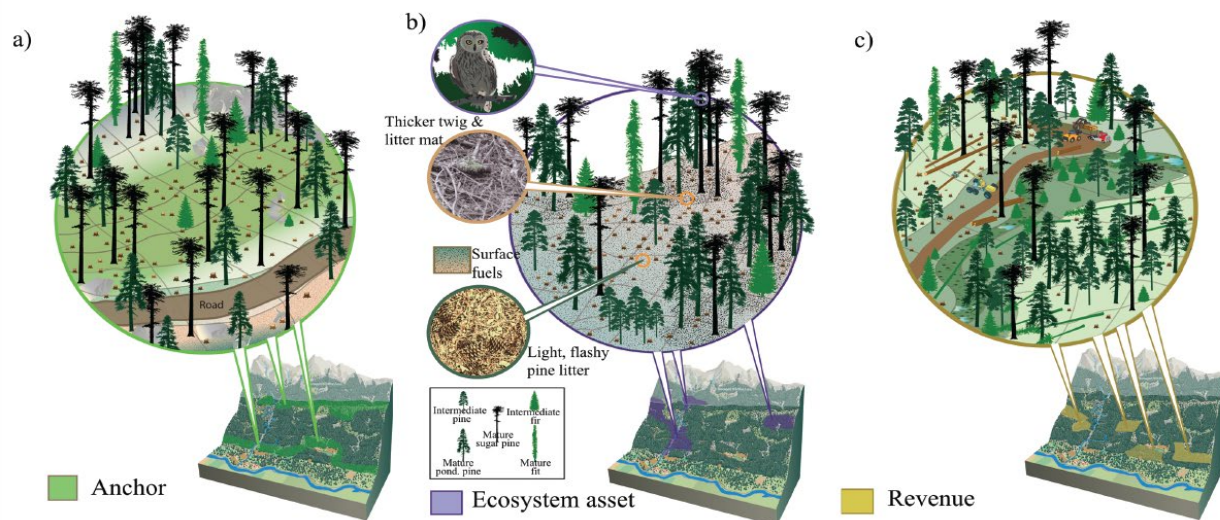 a)
Road
Anchor
b)
Thicker twig &
litter mat
Surface
fuels
Light, flashy
pine litter
Intermediate
pine
Intermediate
fir
Mature
sugar pine
Mature
pond. pine
Mature
fit
Ecosystem asset
c)
Revenue